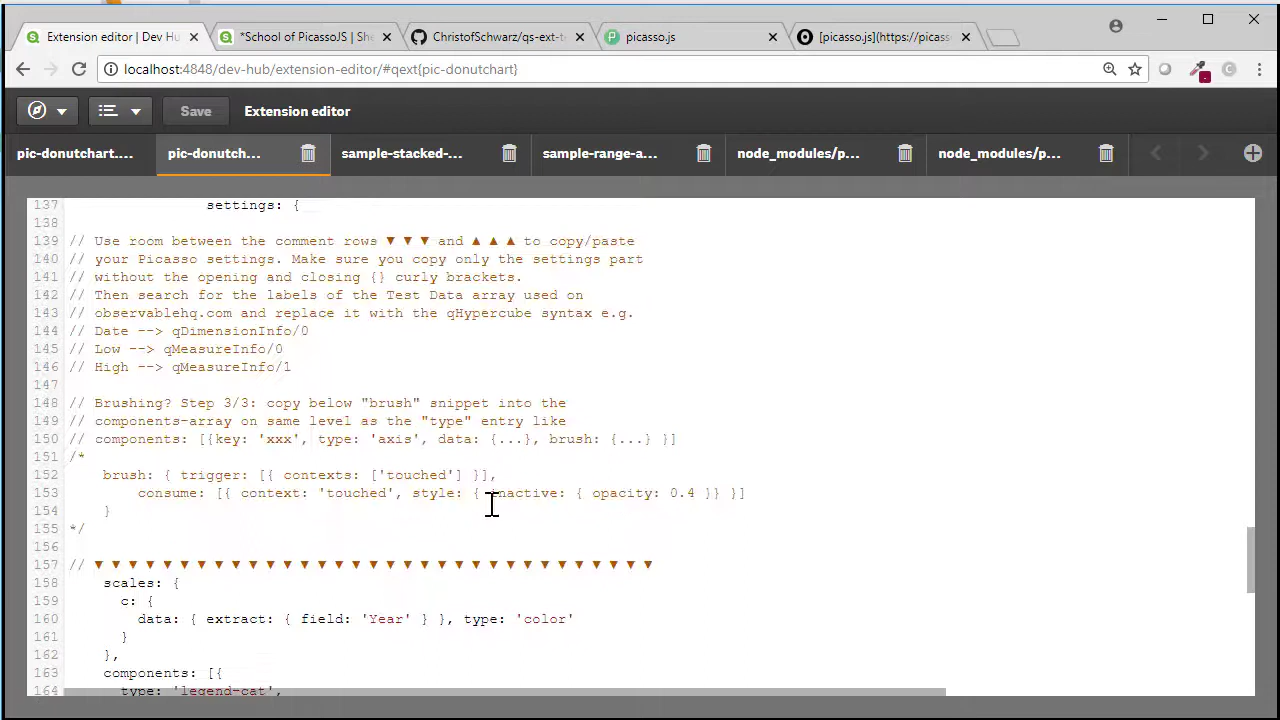 Extension editor | Dev Hu
*School of PicassoJS | She
ChristofSchwarz/qs-ext-t
picasso.js
[picasso.js](https://picass
localhost:4848/dev-hub/extension-editor/#qext{pic-donutchart}
Save
Extension editor
pic-donutchart....
pic-donutch...
sample-stacked-...
sample-range-a...
node_modules/p...
node_modules/p...
137 settings: {
138
139 // Use room between the comment rows ▼ ▼ ▼ and ▲ ▲ ▲ to copy/paste
140 // your Picasso settings. Make sure you copy only the settings part
141 // without the opening and closing {} curly brackets.
142 // Then search for the labels of the Test Data array used on
143 // observablehq.com and replace it with the qHypercube syntax e.g.
144 // Date --> qDimensionInfo/0
145 // Low --> qMeasureInfo/0
146 // High --> qMeasureInfo/1
147
148 // Brushing? Step 3/3: copy below "brush" snippet into the
149 // components-array on same level as the "type" entry like
150 // components: [{key: 'xxx', type: 'axis', data: {...}, brush: {...} }]
151 /*
152 brush: { trigger: [{ contexts: ['touched'] }],
153 consume: [{ context: 'touched', style: { inactive: { opacity: 0.4 }} }]
154 }
155 */
156
157 // ▼ ▼ ▼ ▼ ▼ ▼ ▼ ▼ ▼ ▼ ▼ ▼ ▼ ▼ ▼ ▼ ▼ ▼ ▼ ▼ ▼ ▼ ▼ ▼ ▼ ▼ ▼ ▼ ▼ ▼ ▼ ▼ ▼
158 scales: {
159 c: {
160 data: { extract: { field: 'Year' } }, type: 'color'
161 }
162 },
163 components: [{
164 type: 'legend-cat',